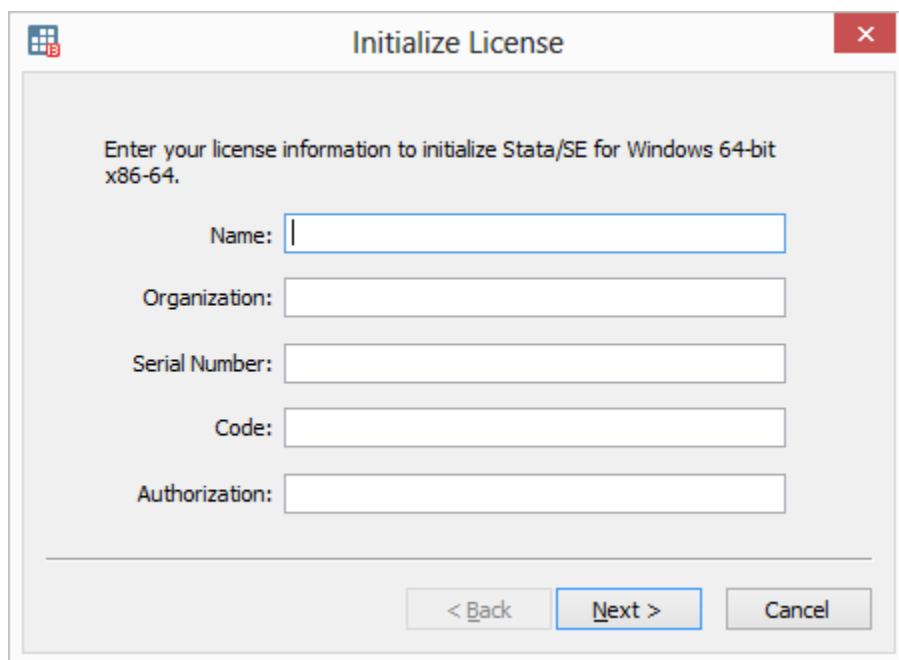 13
Initialize License
Enter your license information to initialize Stata/SE for Windows 64-bit
x86-64.
Name:
Organization:
Serial Number:
Code:
Authorization:
< Back
Next >
Cancel